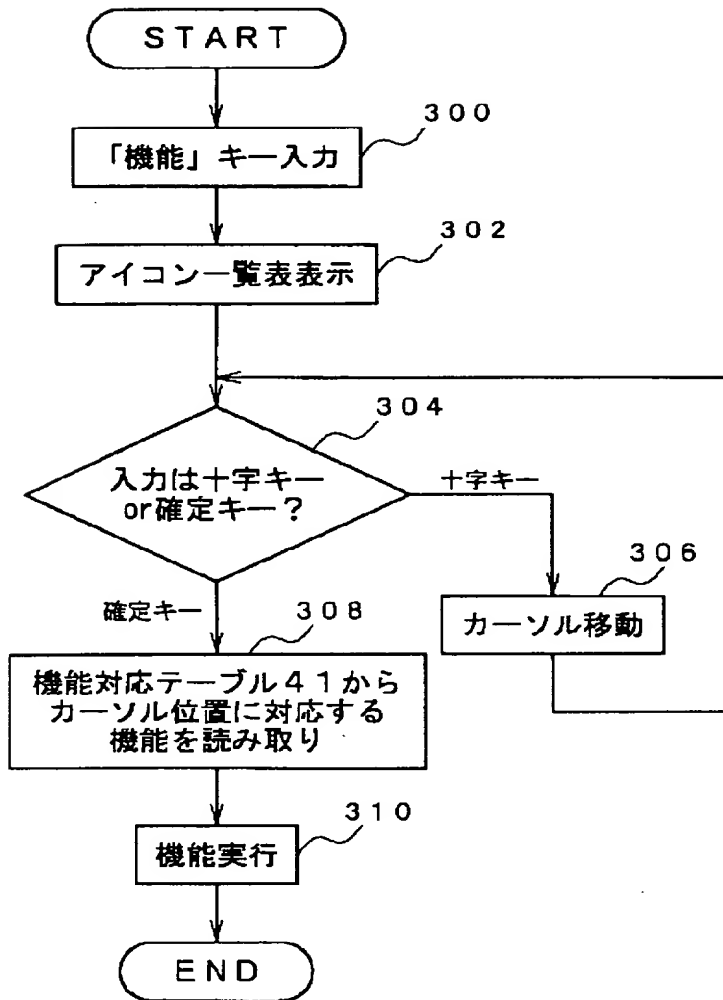 START
300
「機能」キー入力
302
アイコン一覧表表示
304
入力は十字キー
or確定キー？
十字キー
306
カーソル移動
確定キー
308
機能対応テーブル41から
カーソル位置に対応する
機能を読み取り
310
機能実行
END